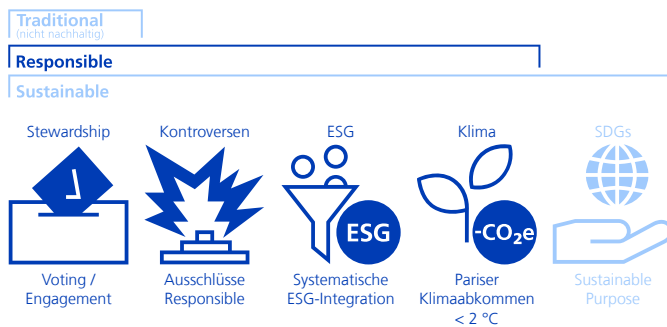 Traditional
(nicht nachhaltig)
Responsible
Sustainable
Stewardship
Kontroversen
ESG
Klima
SDGs
ESG
-CO₂e
Voting /
Engagement
Ausschlüsse
Responsible
Systematische
ESG-Integration
Pariser
Klimaabkommen
< 2 °C
Sustainable
Purpose